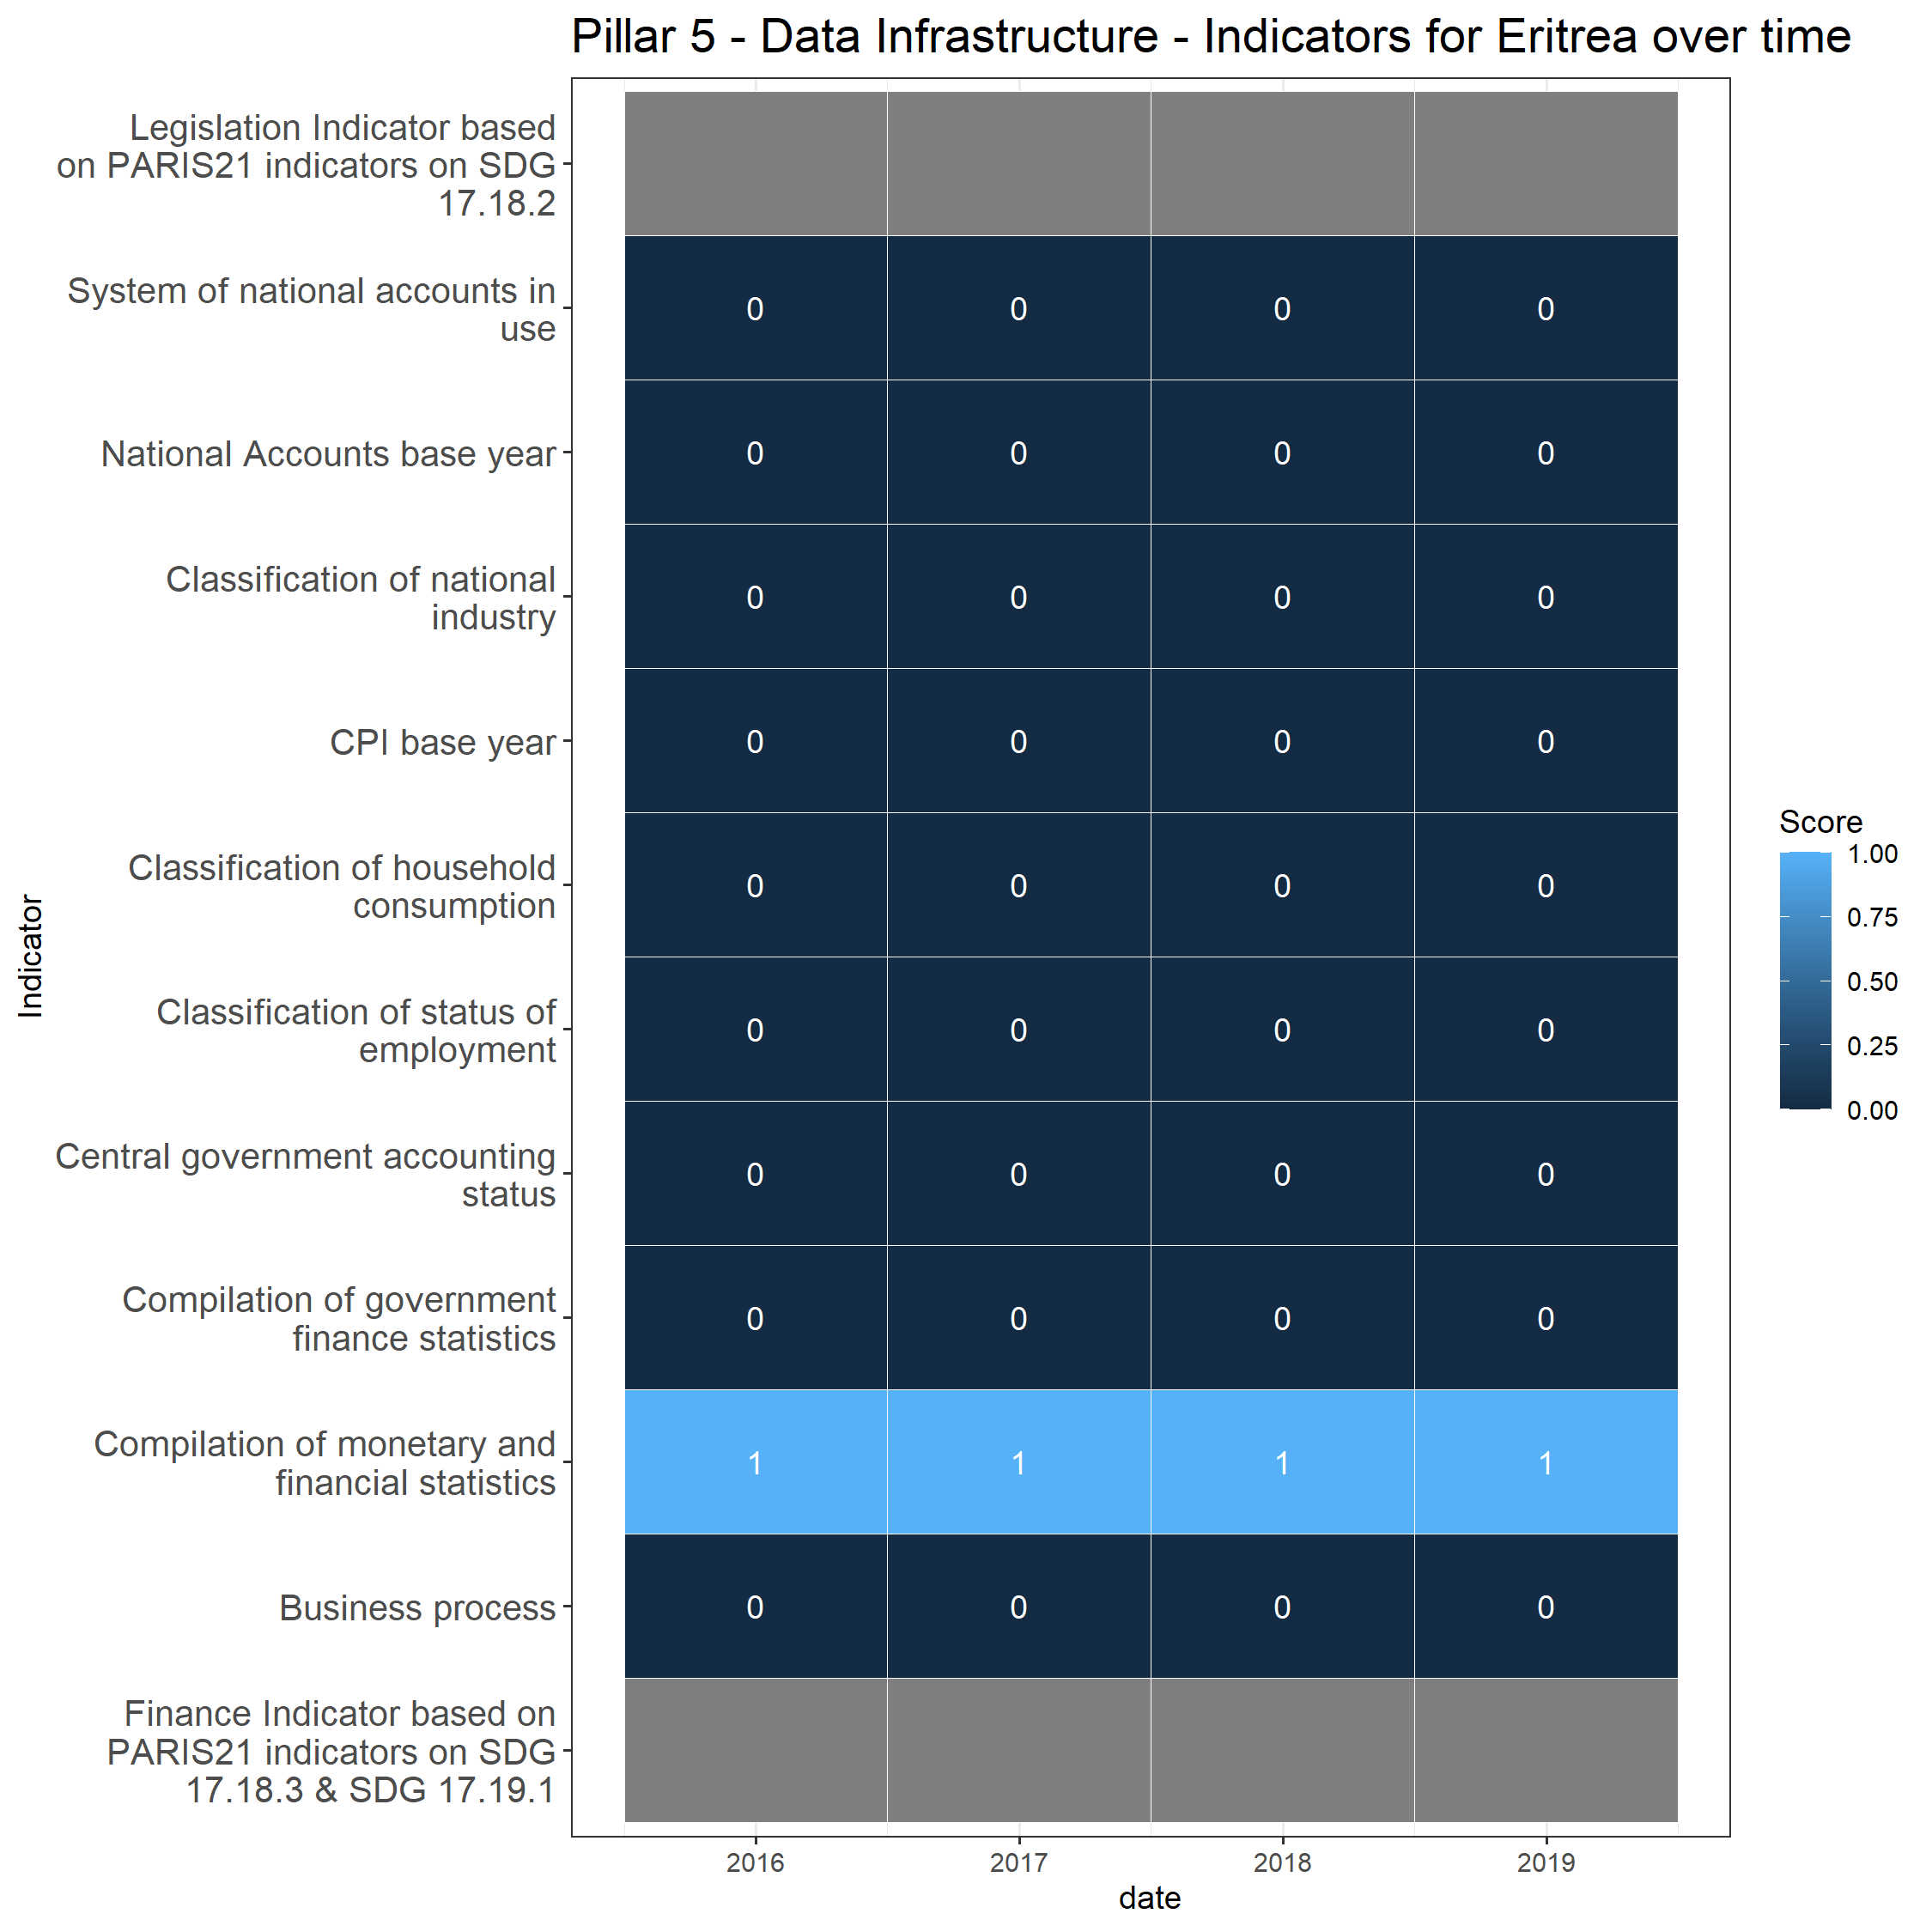 Pillar 5 - Data Infrastructure - Indicators for Eritrea over time
Indicator
Legislation Indicator based
on PARIS21 indicators on SDG
17.18.2
System of national accounts in
use
0 0 0 0
National Accounts base year
0 0 0 0
Classification of national
industry
0 0 0 0
CPI base year
0 0 0 0
Classification of household
consumption
0 0 0 0
Classification of status of
employment
0 0 0 0
Central government accounting
status
0 0 0 0
Compilation of government
finance statistics
0 0 0 0
Compilation of monetary and
financial statistics
1 1 1 1
Business process
0 0 0 0
Finance Indicator based on
PARIS21 indicators on SDG
17.18.3 & SDG 17.19.1
2016 2017 2018 2019
date
Score
1.00
0.75
0.50
0.25
0.00